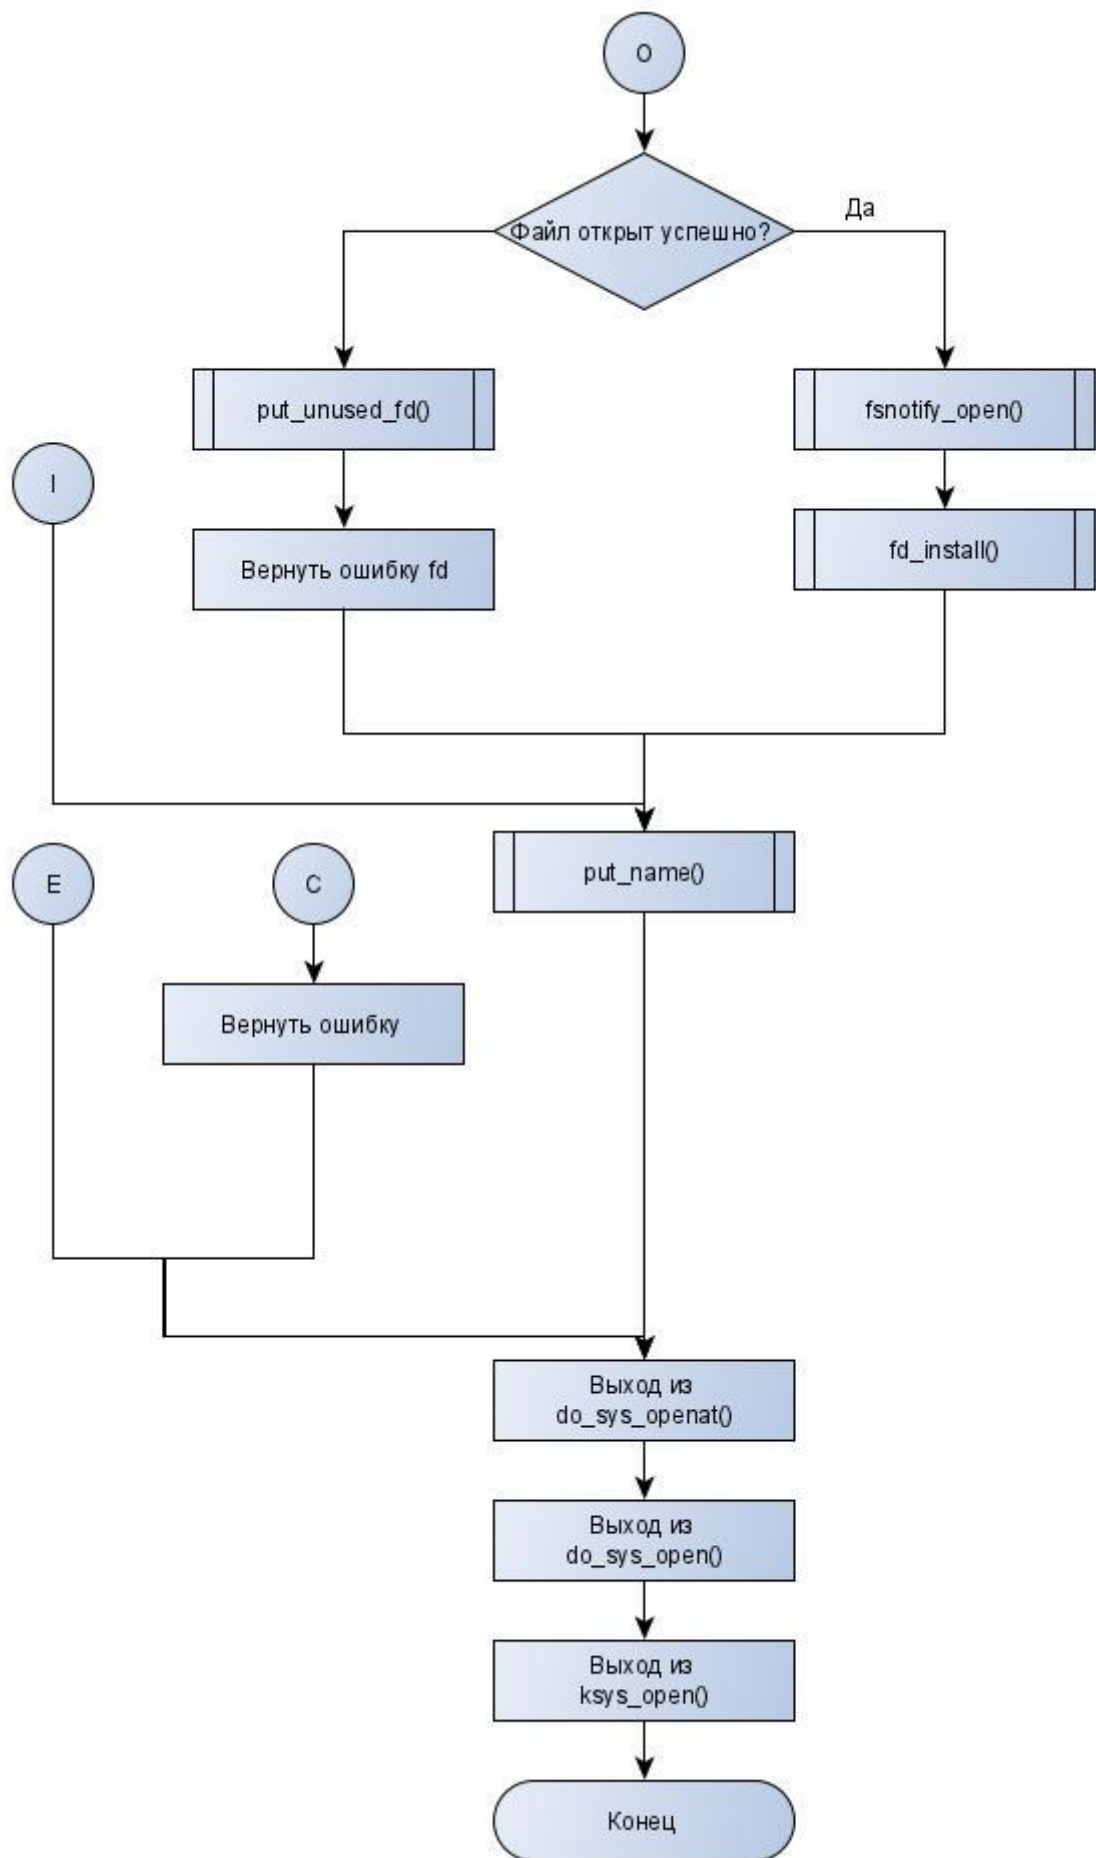 O
Файл открыт успешно?
Да
put_unused_fd()
fsnotify_open()
I
Вернуть ошибку fd
fd_install()
put_name()
E
C
Вернуть ошибку
Выход из
do_sys_openat()
Выход из
do_sys_open()
Выход из
ksys_open()
Конец